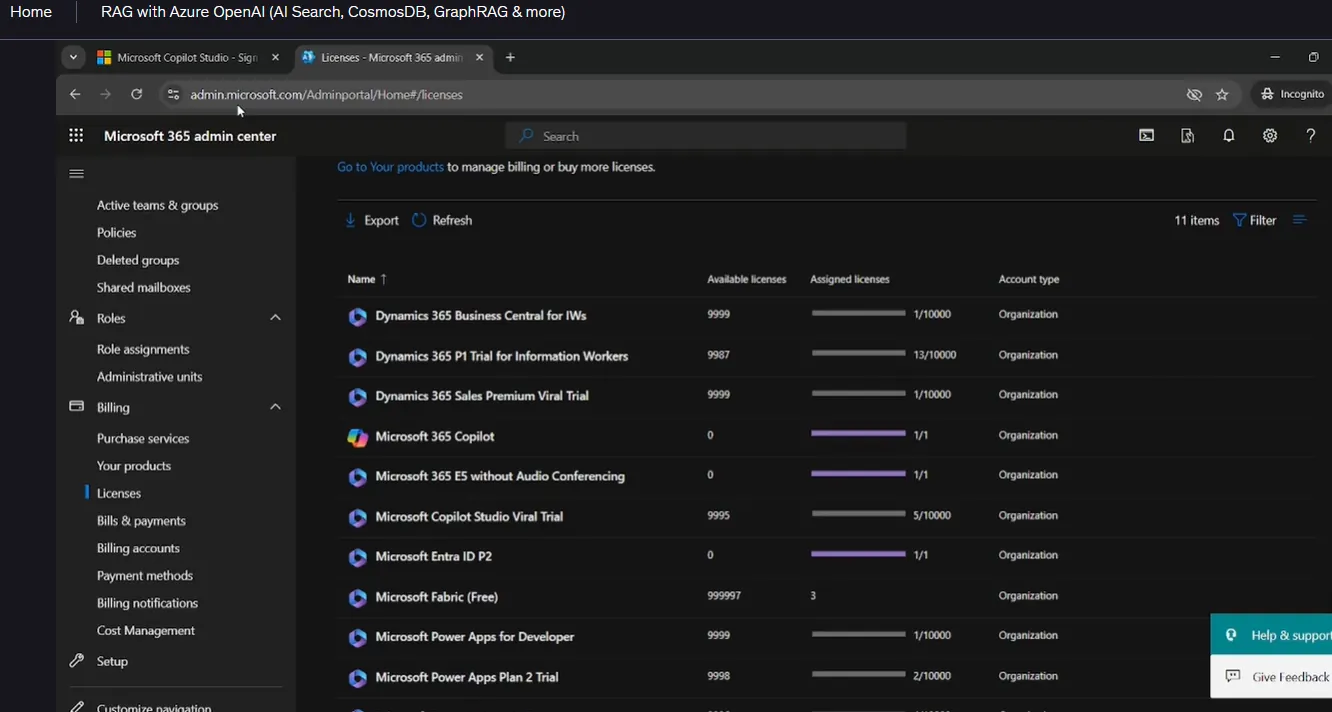 Home RAG with Azure OpenAI (AI Search, CosmosDB, GraphRAG & more)
Microsoft Copilot Studio - Sign Licenses - Microsoft 365 admin
admin.microsoft.com/Adminportal/Home#/licenses Incognito
Microsoft 365 admin center Search ?
Go to Your products to manage billing or buy more licenses.
Active teams & groups
Policies
Deleted groups
Shared mailboxes
Roles
Role assignments
Administrative units
Billing
Purchase services
Your products
Licenses
Bills & payments
Billing accounts
Payment methods
Billing notifications
Cost Management
Setup
Customize navigation
Export Refresh 11 items Filter
Name ↑ Available licenses Assigned licenses Account type
Dynamics 365 Business Central for IWs 9999 1/10000 Organization
Dynamics 365 P1 Trial for Information Workers 9987 13/10000 Organization
Dynamics 365 Sales Premium Viral Trial 9999 1/10000 Organization
Microsoft 365 Copilot 0 1/1 Organization
Microsoft 365 E5 without Audio Conferencing 0 1/1 Organization
Microsoft Copilot Studio Viral Trial 9995 5/10000 Organization
Microsoft Entra ID P2 0 1/1 Organization
Microsoft Fabric (Free) 999997 3 Organization
Microsoft Power Apps for Developer 9999 1/10000 Organization
Microsoft Power Apps Plan 2 Trial 9998 2/10000 Organization
Help & support
Give Feedback